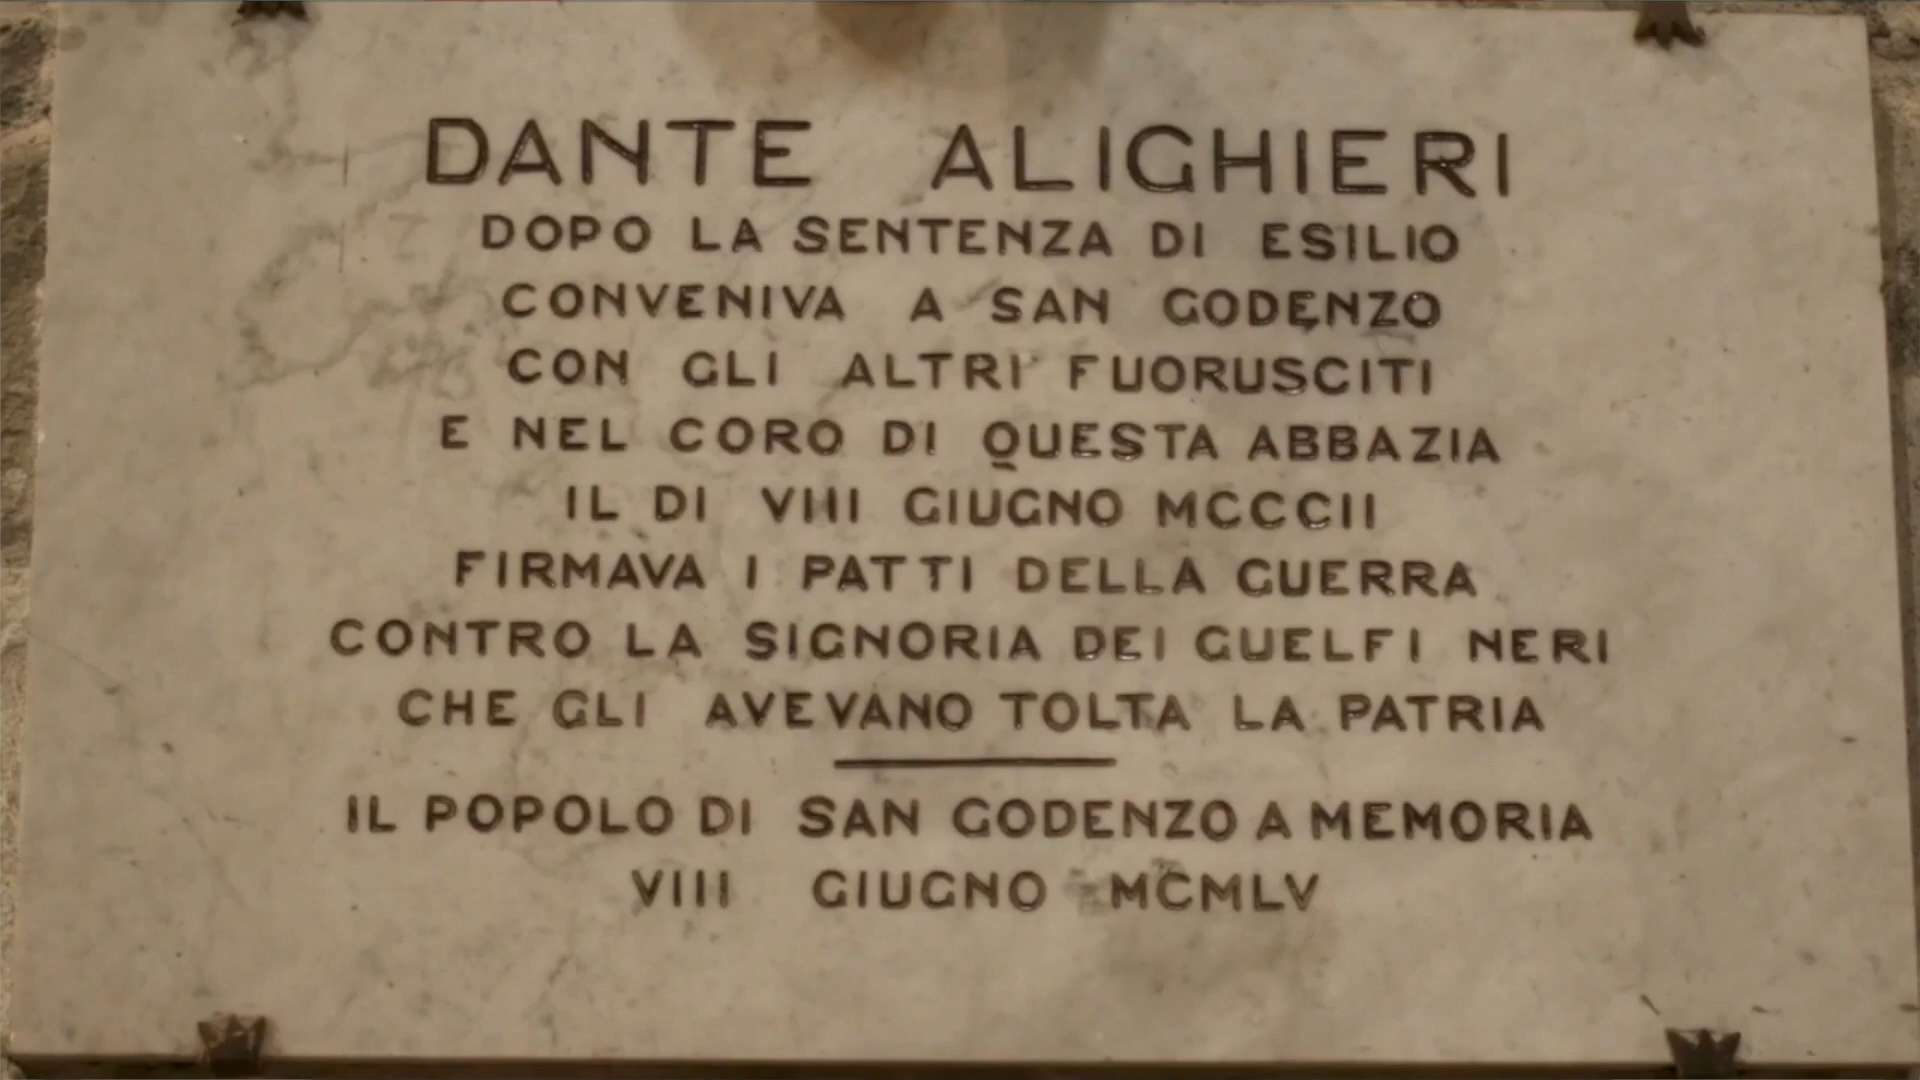 DANTE ALIGHIERI
DOPO LA SENTENZA DI ESILIO
CONVENIVA A SAN GODENZO
CON GLI ALTRI FUORUSCITI
E NEL CORO DI QUESTA ABBAZIA
IL DI VIII GIUGNO MCCCII
FIRMAVA I PATTI DELLA GUERRA
CONTRO LA SIGNORIA DEI GUELFI NERI
CHE GLI AVEVANO TOLTA LA PATRIA
IL POPOLO DI SAN GODENZO A MEMORIA
VIII GIUGNO MCMLV